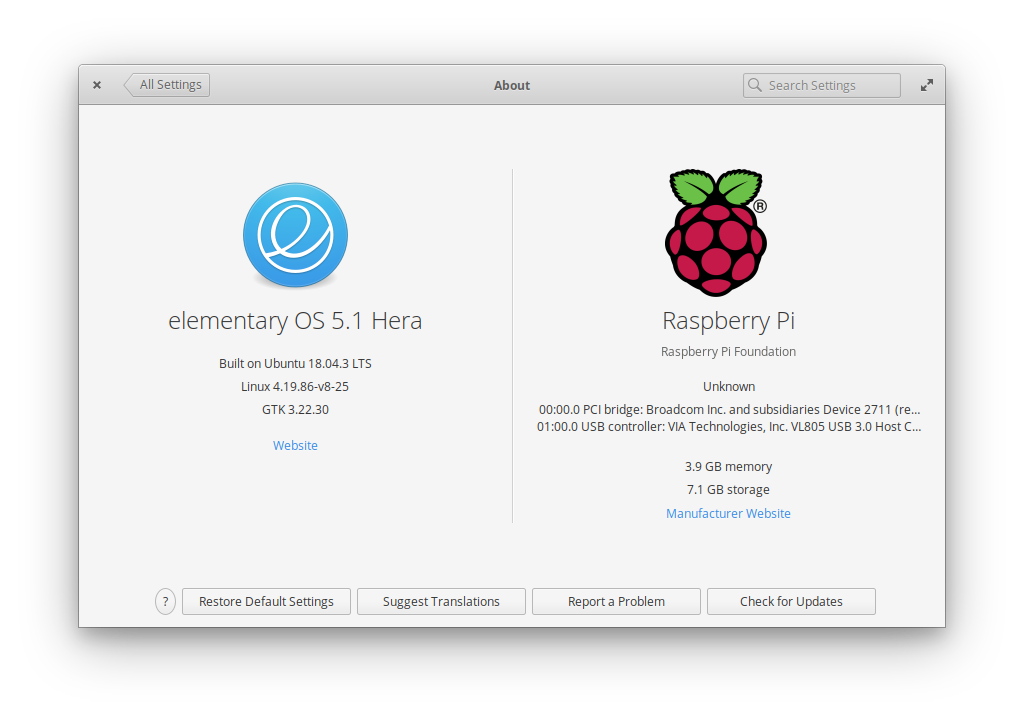 All Settings
About
Search Settings
®
elementary OS 5.1 Hera
Built on Ubuntu 18.04.3 LTS
Linux 4.19.86-v8-25
GTK 3.22.30
Website
Raspberry Pi
Raspberry Pi Foundation
Unknown
00:00.0 PCI bridge: Broadcom Inc. and subsidiaries Device 2711 (re...
01:00.0 USB controller: VIA Technologies, Inc. VL805 USB 3.0 Host C...
3.9 GB memory
7.1 GB storage
Manufacturer Website
? Restore Default Settings Suggest Translations Report a Problem Check for Updates